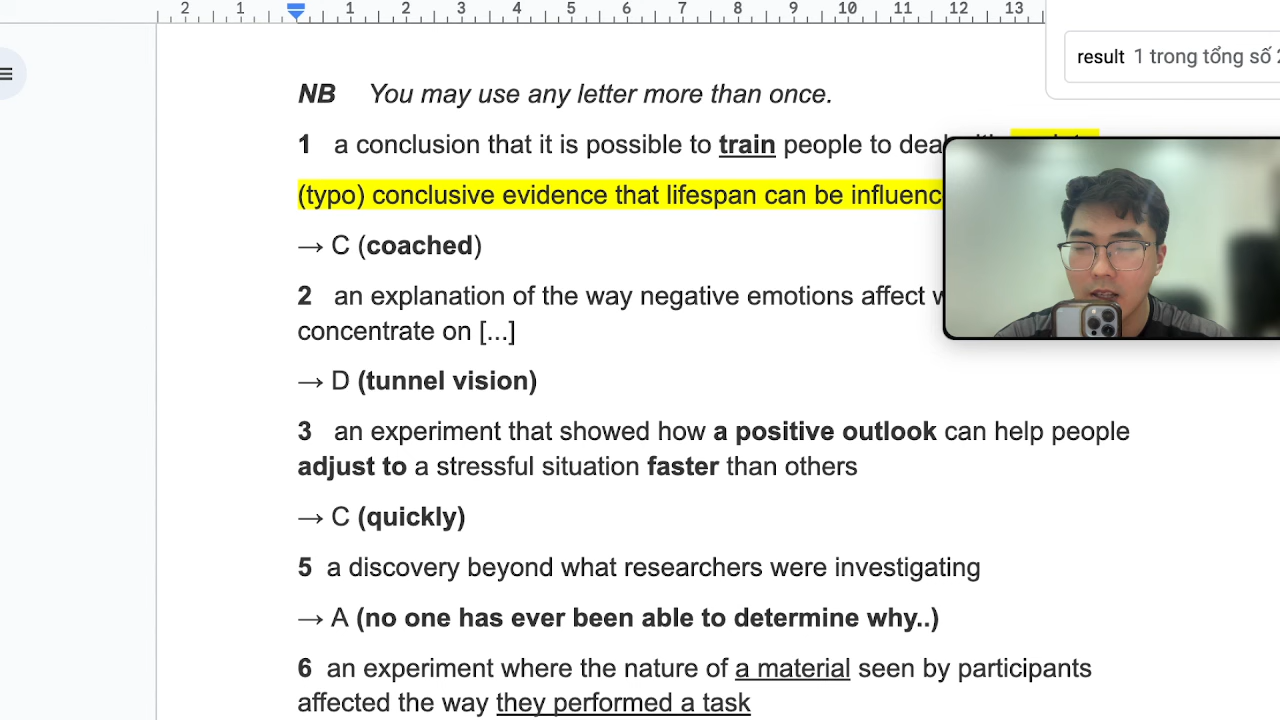 2 1 1 2 3 4 5 6 7 8 9 10 11 12 13
result 1 trong tổng số
NB You may use any letter more than once.
1 a conclusion that it is possible to train people to
(typo) conclusive evidence that lifespan can be
→ C (coached)
2 an explanation of the way negative emotions affect
concentrate on [...]
→ D (tunnel vision)
3 an experiment that showed how a positive outlook can help people
adjust to a stressful situation faster than others
→ C (quickly)
5 a discovery beyond what researchers were investigating
→ A (no one has ever been able to determine why..)
6 an experiment where the nature of a material seen by participants
affected the way they performed a task